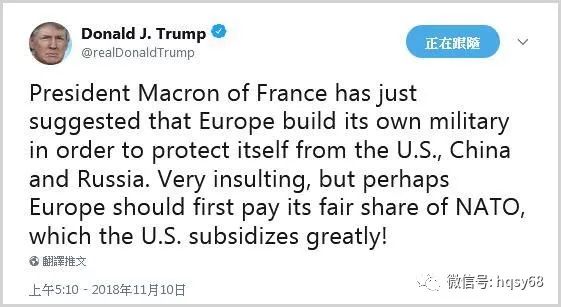 Donald J. Trump
@realDonaldTrump
正在跟隨
President Macron of France has just
suggested that Europe build its own military
in order to protect itself from the U.S., China
and Russia. Very insulting, but perhaps
Europe should first pay its fair share of NATO,
which the U.S. subsidizes greatly!
翻譯推文
上午5:10 - 2018年11月10日
微信号: hqsy68